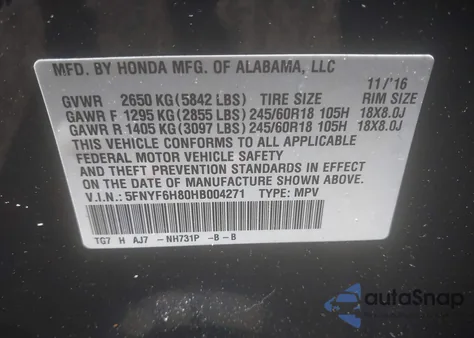 MFD. BY HONDA MFG. OF ALABAMA, LLC
11/'16
GVWR 2650 KG (5842 LBS) TIRE SIZE RIM SIZE
GAWR F 1295 KG (2855 LBS) 245/60R18 105H 18X8.0J
GAWR R 1405 KG (3097 LBS) 245/60R18 105H 18X8.0J
THIS VEHICLE CONFORMS TO ALL APPLICABLE
FEDERAL MOTOR VEHICLE SAFETY
AND THEFT PREVENTION STANDARDS IN EFFECT ON
THE DATE OF MANUFACTURE SHOWN ABOVE.
V.I.N.: 5FNYF6H80HB004271 TYPE: MPV
TG7 H AJ7 - NH731P -B - B
autoSnap